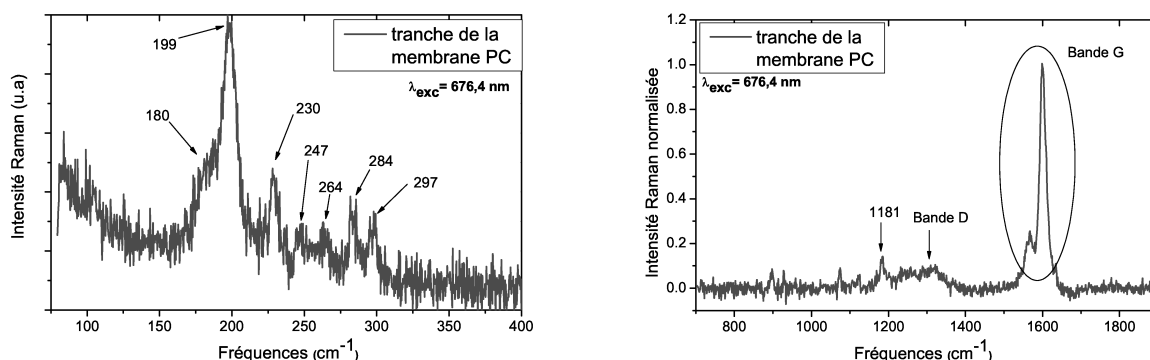 Intensité Raman (u.a)
tranche de la
membrane PC
λexc= 676,4 nm
199
180
230
247
264
284
297
100
150
200
250
300
350
400
Fréquences (cm-1)
Intensité Raman normalisée
1.2
1.0
0.8
0.6
0.4
0.2
0.0
tranche de la
membrane PC
λexc= 676,4 nm
Bande G
1181
Bande D
800
1000
1200
1400
1600
1800
Fréquences (cm-1)